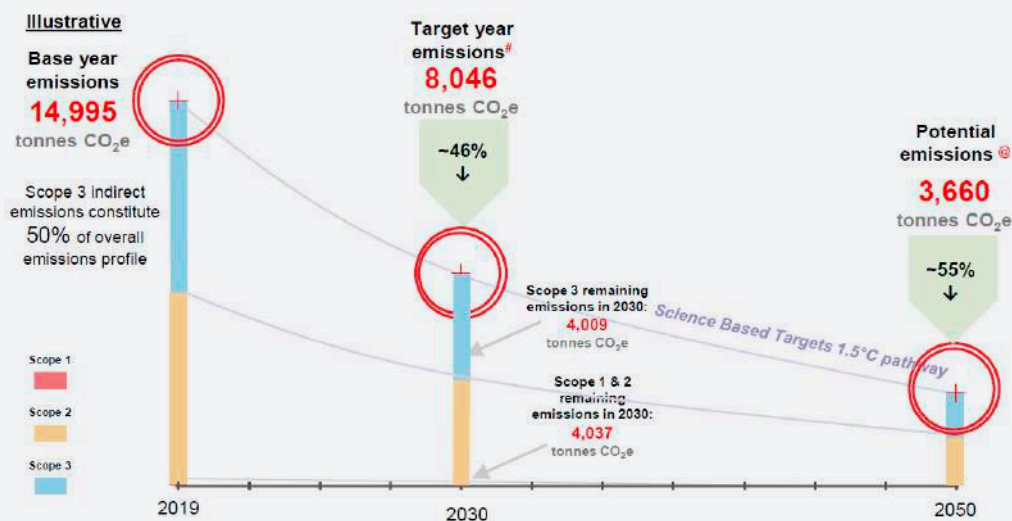 Illustrative
Base year
emissions
14,995
tonnes CO₂e
Scope 3 indirect
emissions constitute
50% of overall
emissions profile
Target year
emissions#
8,046
tonnes CO₂e
~46%
↓
Potential
emissions @
3,660
tonnes CO₂e
~55%
↓
Scope 3 remaining
emissions in 2030:
4,009
tonnes CO₂e
Science Based Targets 1.5°C pathway
Scope 1 & 2
remaining
emissions in 2030:
4,037
tonnes CO₂e
Scope 1
Scope 2
Scope 3
2019
2030
2050